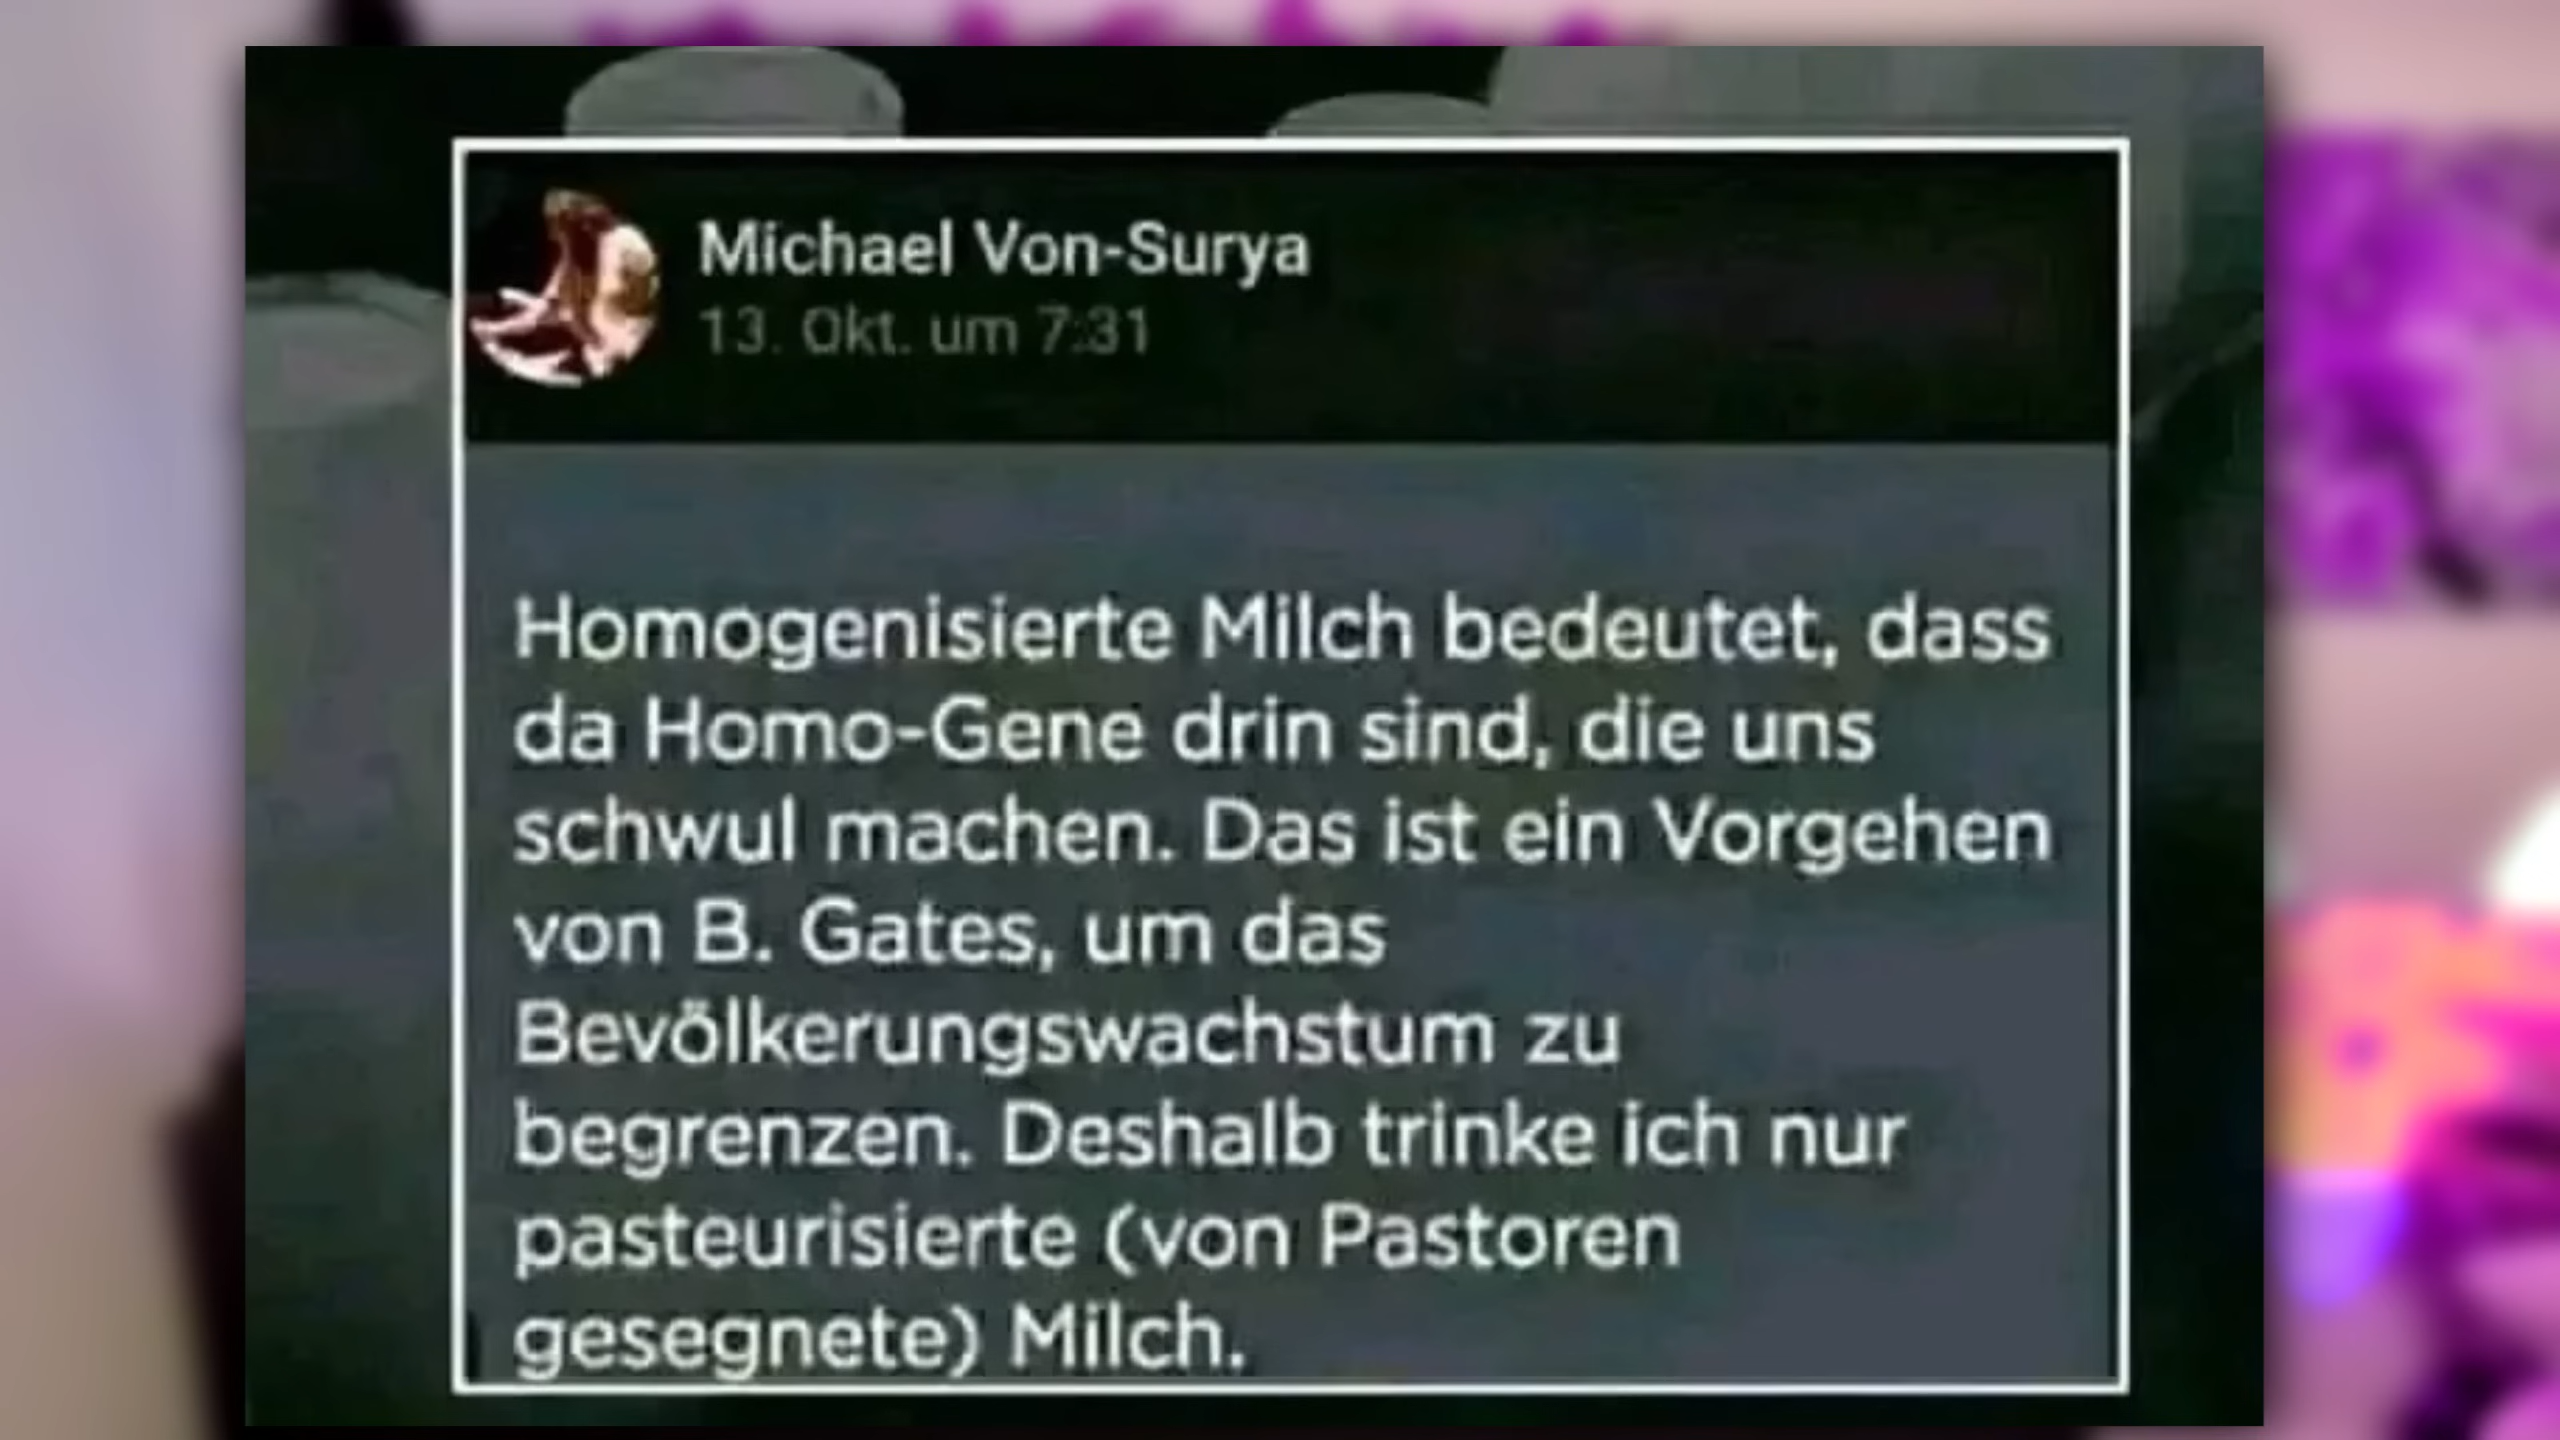 Michael Von-Surya
13. Okt. um 7:31
Homogenisierte Milch bedeutet, dass
da Homo-Gene drin sind, die uns
schwul machen. Das ist ein Vorgehen
von B. Gates, um das
Bevölkerungswachstum zu
begrenzen. Deshalb trinke ich nur
pasteurisierte (von Pastoren
gesegnete) Milch.